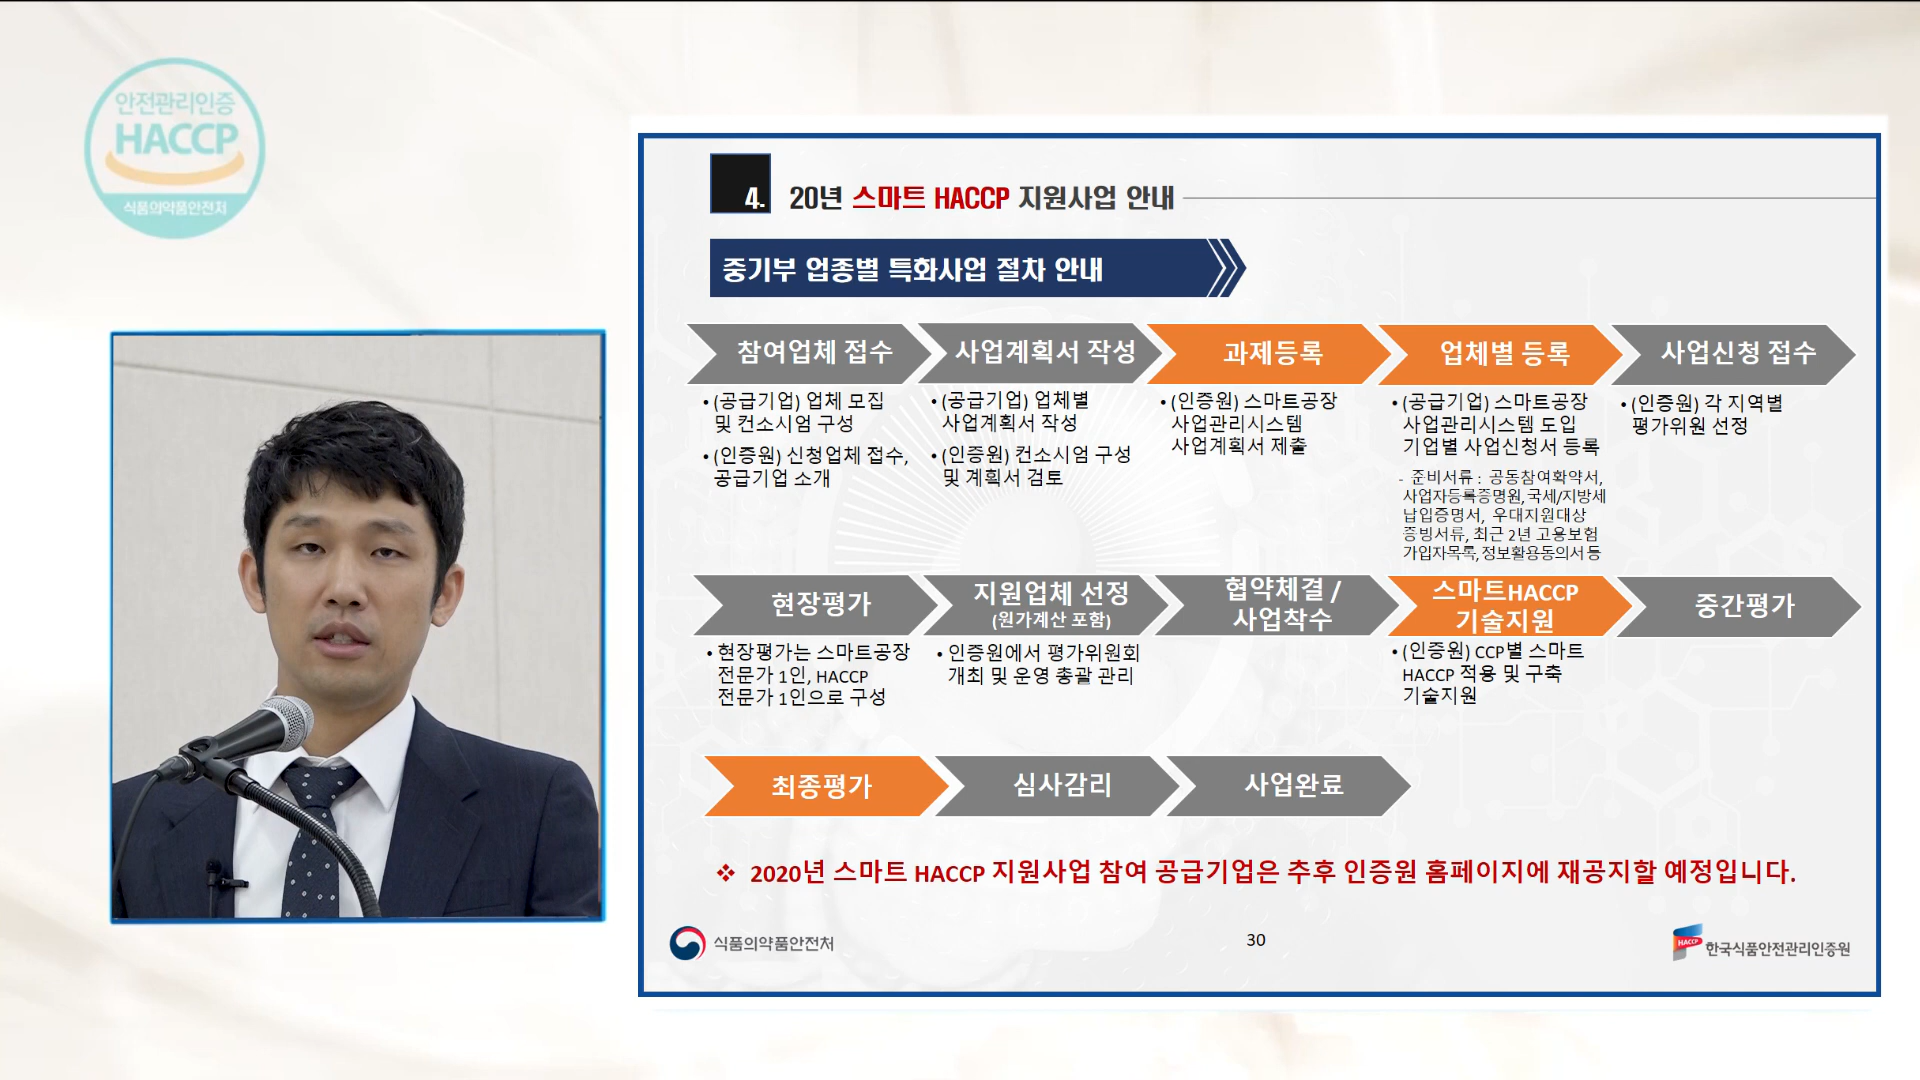 안전관리인증
HACCP
식품의약품안전처
4.
20년 스마트 HACCP 지원사업 안내
중기부 업종별 특화사업 절차 안내
참여업체 접수
• (공급기업) 업체 모집
및 컨소시엄 구성
• (인증원) 신청업체 접수,
공급기업 소개
사업계획서 작성
• (공급기업) 업체별
사업계획서 작성
• (인증원) 컨소시엄 구성
및 계획서 검토
과제등록
• (인증원) 스마트공장
사업관리시스템
사업계획서 제출
업체별 등록
• (공급기업) 스마트공장
사업관리시스템 도입
기업별 사업신청서 등록
- 준비서류 : 공동참여확약서,
사업자등록증명원, 국세/지방세
납입증명서, 우대지원대상
증빙서류, 최근 2년 고용보험
가입자목록, 정보활용동의서 등
사업신청 접수
• (인증원) 각 지역별
평가위원 선정
현장평가
• 현장평가는 스마트공장
전문가 1인, HACCP
전문가 1인으로 구성
지원업체 선정
(원가계산 포함)
• 인증원에서 평가위원회
개최 및 운영 총괄 관리
협약체결 /
사업착수
스마트HACCP
기술지원
• (인증원) CCP별 스마트
HACCP 적용 및 구축
기술지원
중간평가
최종평가
심사감리
사업완료
❖ 2020년 스마트 HACCP 지원사업 참여 공급기업은 추후 인증원 홈페이지에 재공지할 예정입니다.
식품의약품안전처
30
HACCP
한국식품안전관리인증원